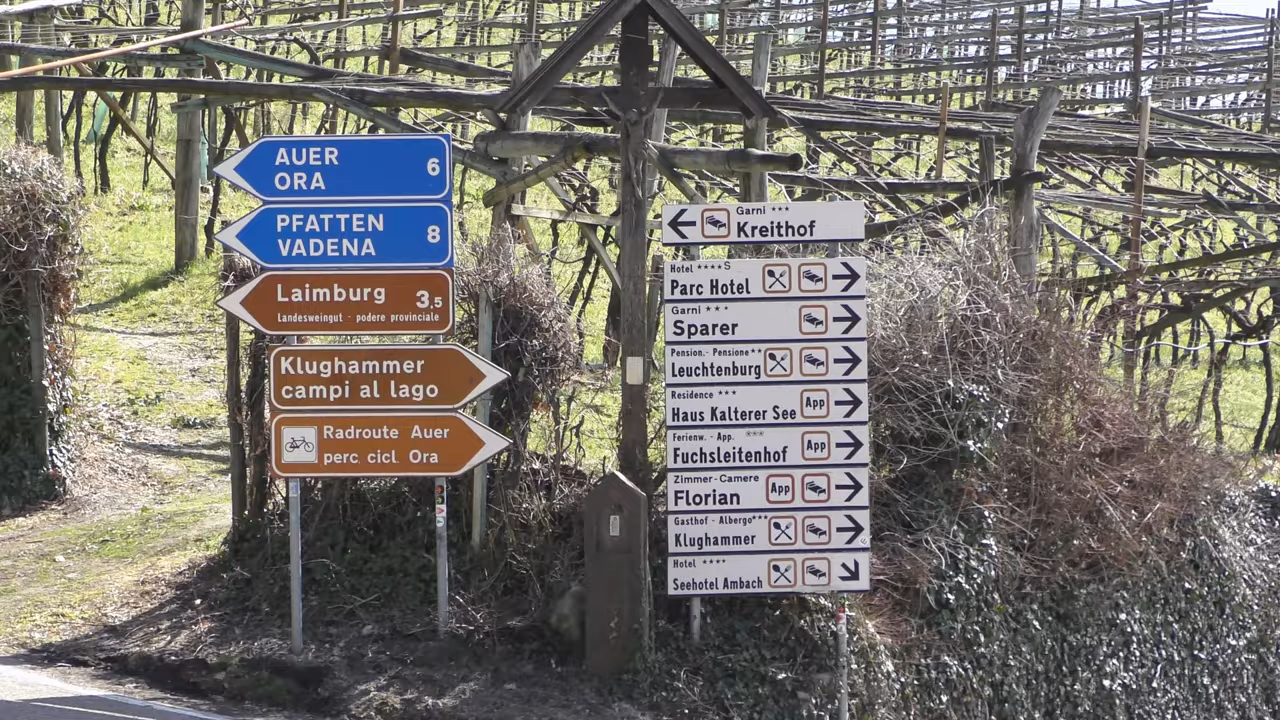 AUER
ORA 6
PFATTEN
VADENA 8
Laimburg 3,5
Landesweingut - podere provinciale
Klughammer
campi al lago
Radroute Auer
perc. cicl. Ora
Garni ***
Kreithof
Hotel ****S
Parc Hotel
Garni ***
Sparer
Pension.- Pensione**
Leuchtenburg
Residence ***
Haus Kalterer See App
Ferienw. - App. ***
Fuchsleitenhof App
Zimmer-Camere
Florian App
Gasthof - Albergo***
Klughammer
Hotel ****
Seehotel Ambach